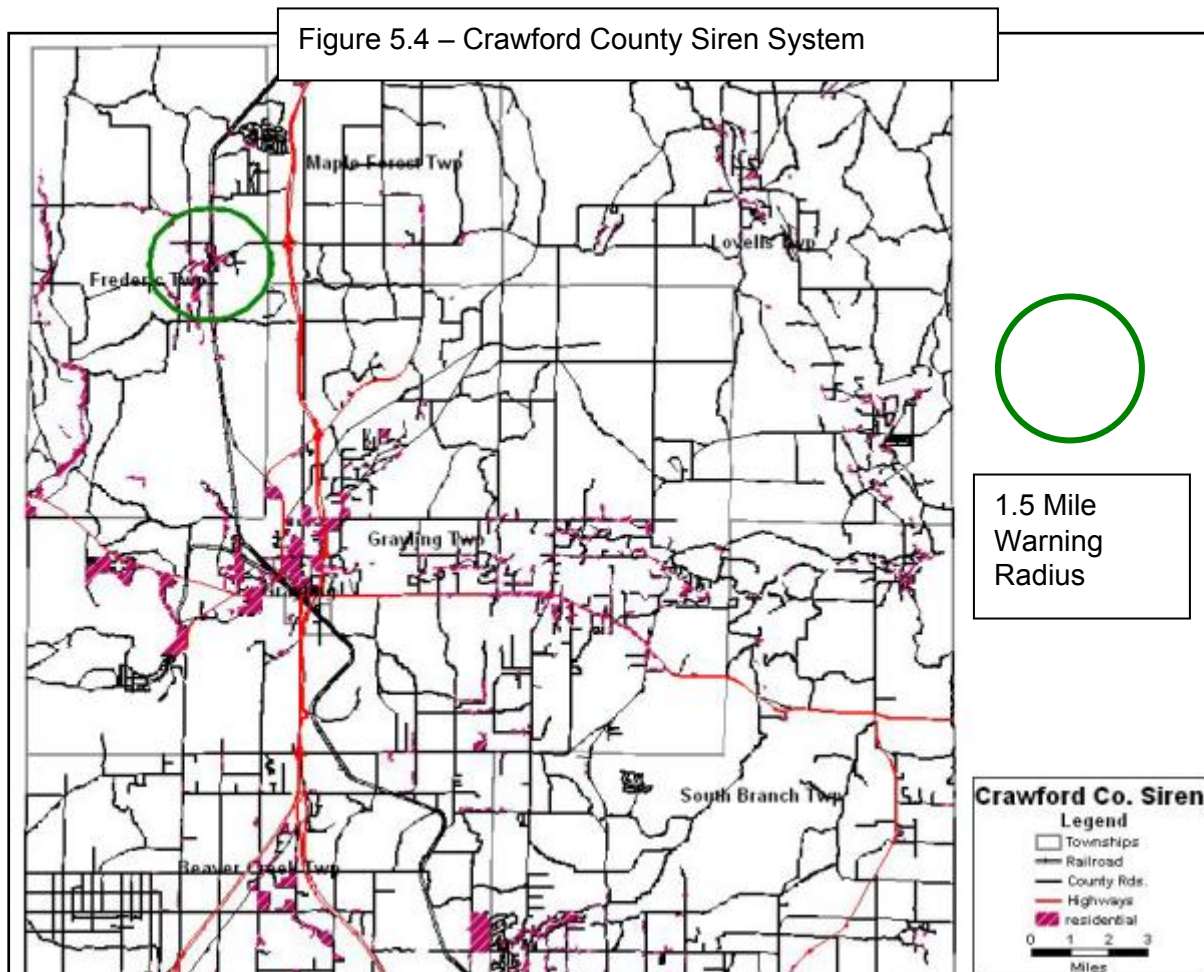 Figure 5.4 – Crawford County Siren System
Maple Forest Twp
Lovells Twp
Frederic Twp
1.5 Mile
Warning
Radius
Grayling Twp
South Branch Twp
Beaver Creek Twp
Crawford Co. Siren
Legend
Townships
Railroad
County Rds.
Highways
residential
0 1 2 3
Miles